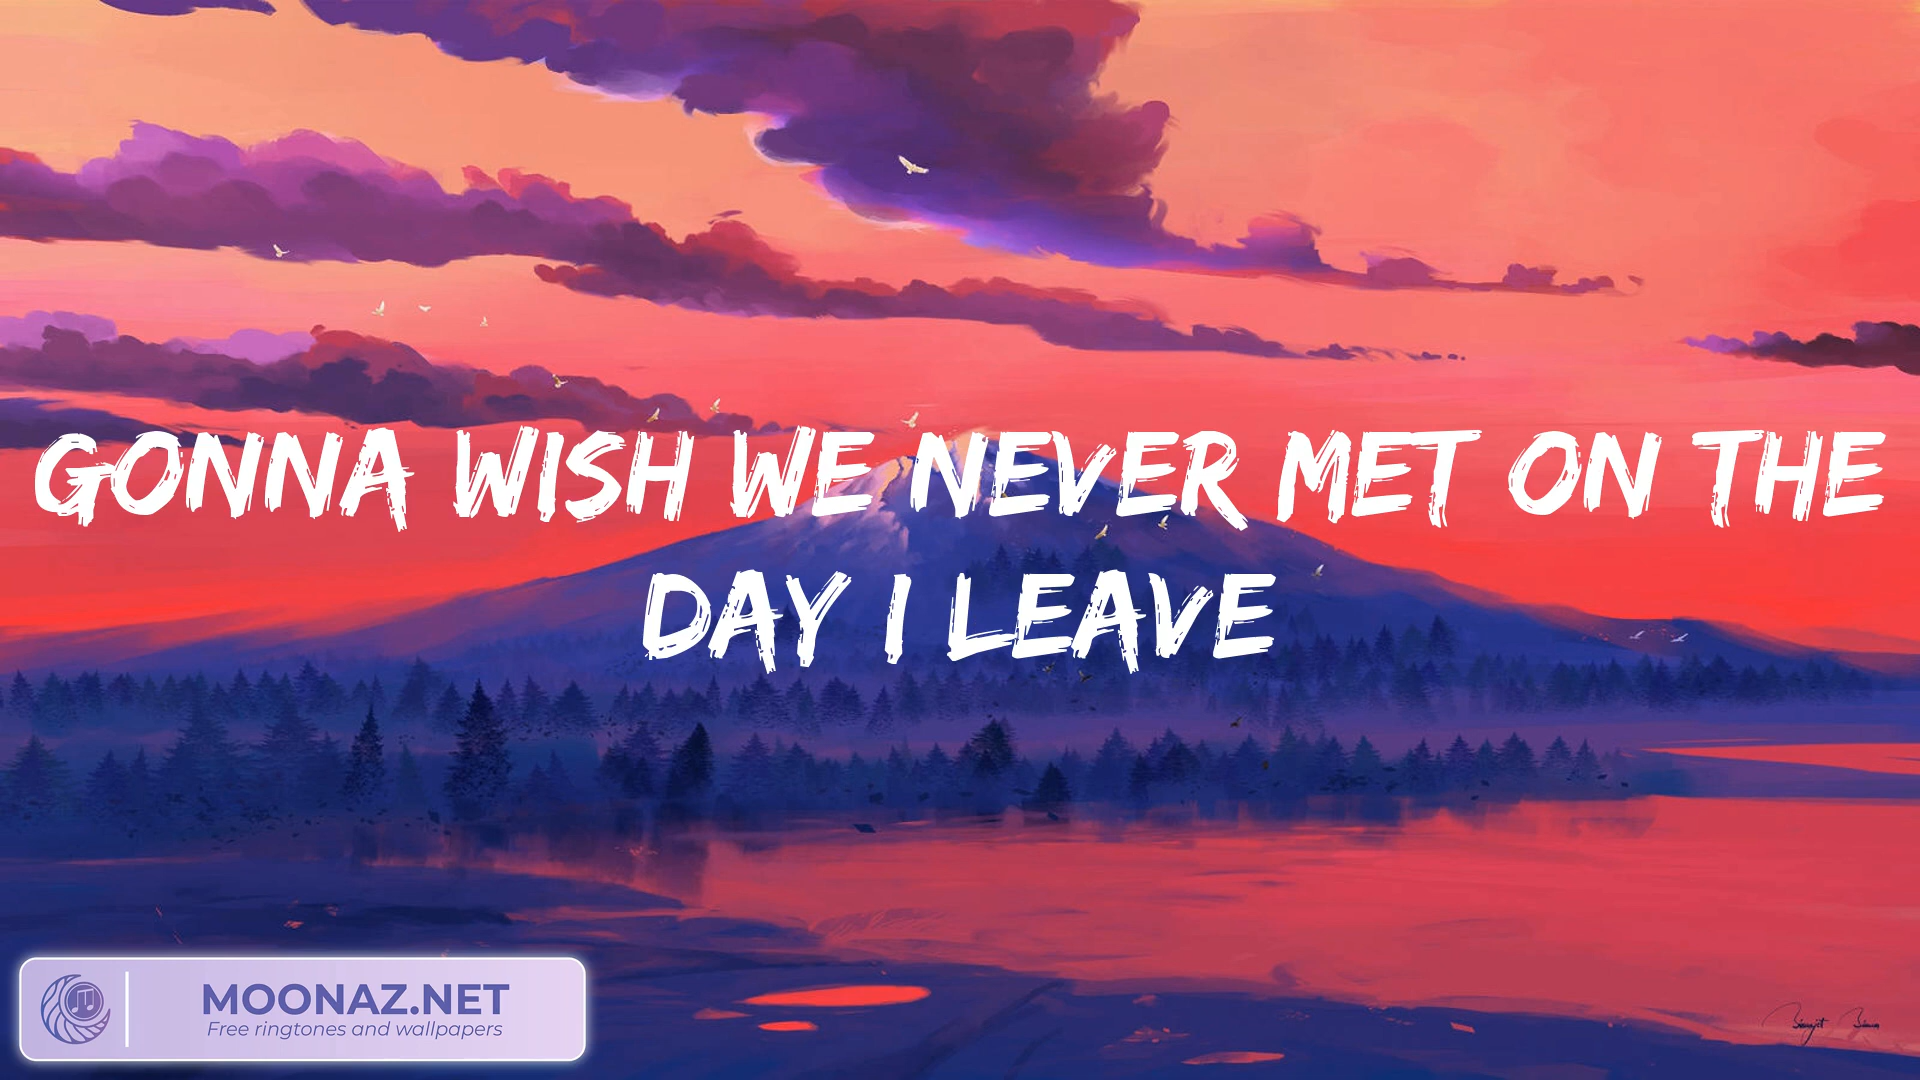 GONNA WISH WE NEVER MET ON THE
DAY I LEAVE
MOONAZ.NET
Free ringtones and wallpapers